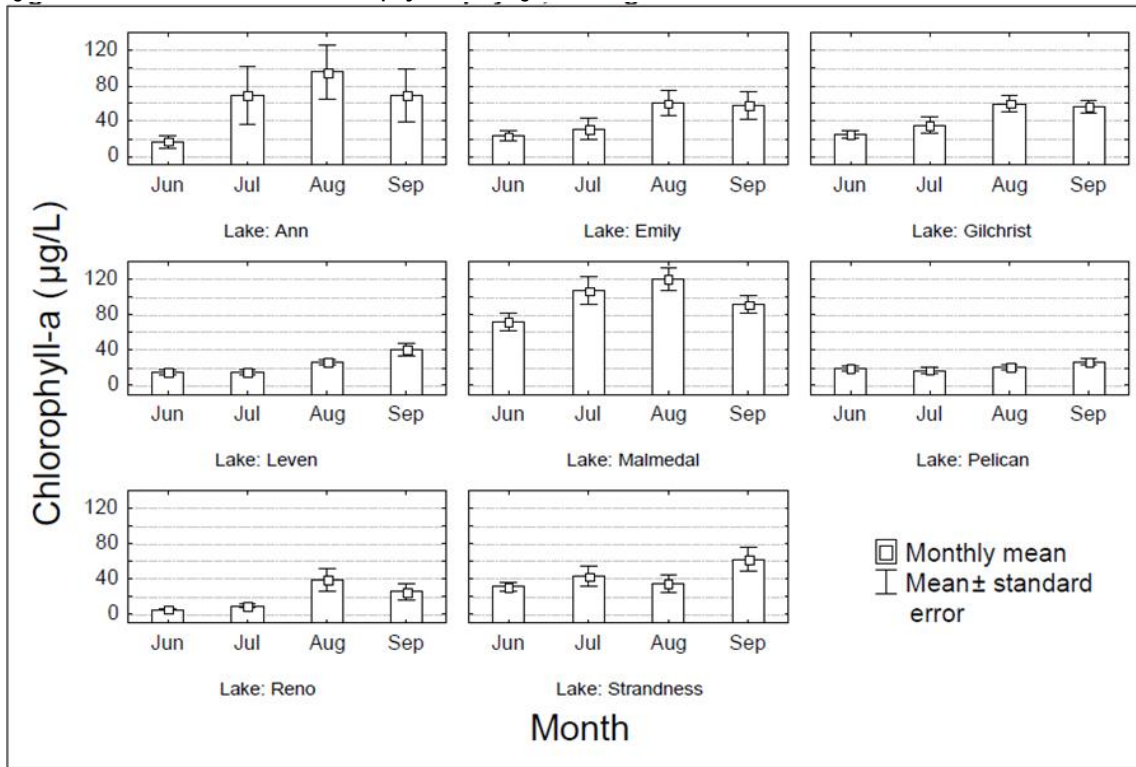 120
80
40
0
Jun Jul Aug Sep
Lake: Ann
Jun Jul Aug Sep
Lake: Emily
Jun Jul Aug Sep
Lake: Gilchrist
120
80
40
0
Jun Jul Aug Sep
Lake: Leven
Jun Jul Aug Sep
Lake: Malmedal
Jun Jul Aug Sep
Lake: Pelican
120
80
40
0
Jun Jul Aug Sep
Lake: Reno
Jun Jul Aug Sep
Lake: Strandness
Monthly mean
Mean± standard
error
Chlorophyll-a (µg/L)
Month